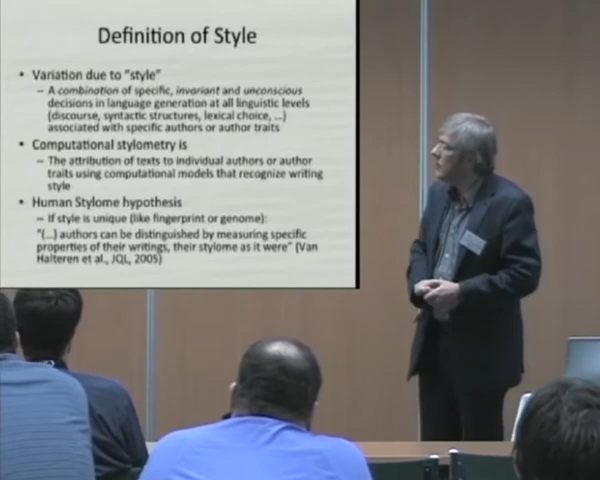 Definition of Style
• Variation due to "style"
– A combination of specific, invariant and unconscious
decisions in language generation at all linguistic levels
(discourse, syntactic structures, lexical choice, ...)
associated with specific authors or author traits
• Computational stylometry is
– The attribution of texts to individual authors or author
traits using computational models that recognize writing
style
• Human Stylome hypothesis
– If style is unique (like fingerprint or genome):
"(...) authors can be distinguished by measuring specific
properties of their writings, their stylome as it were" (Van
Halteren et al., JQL, 2005)